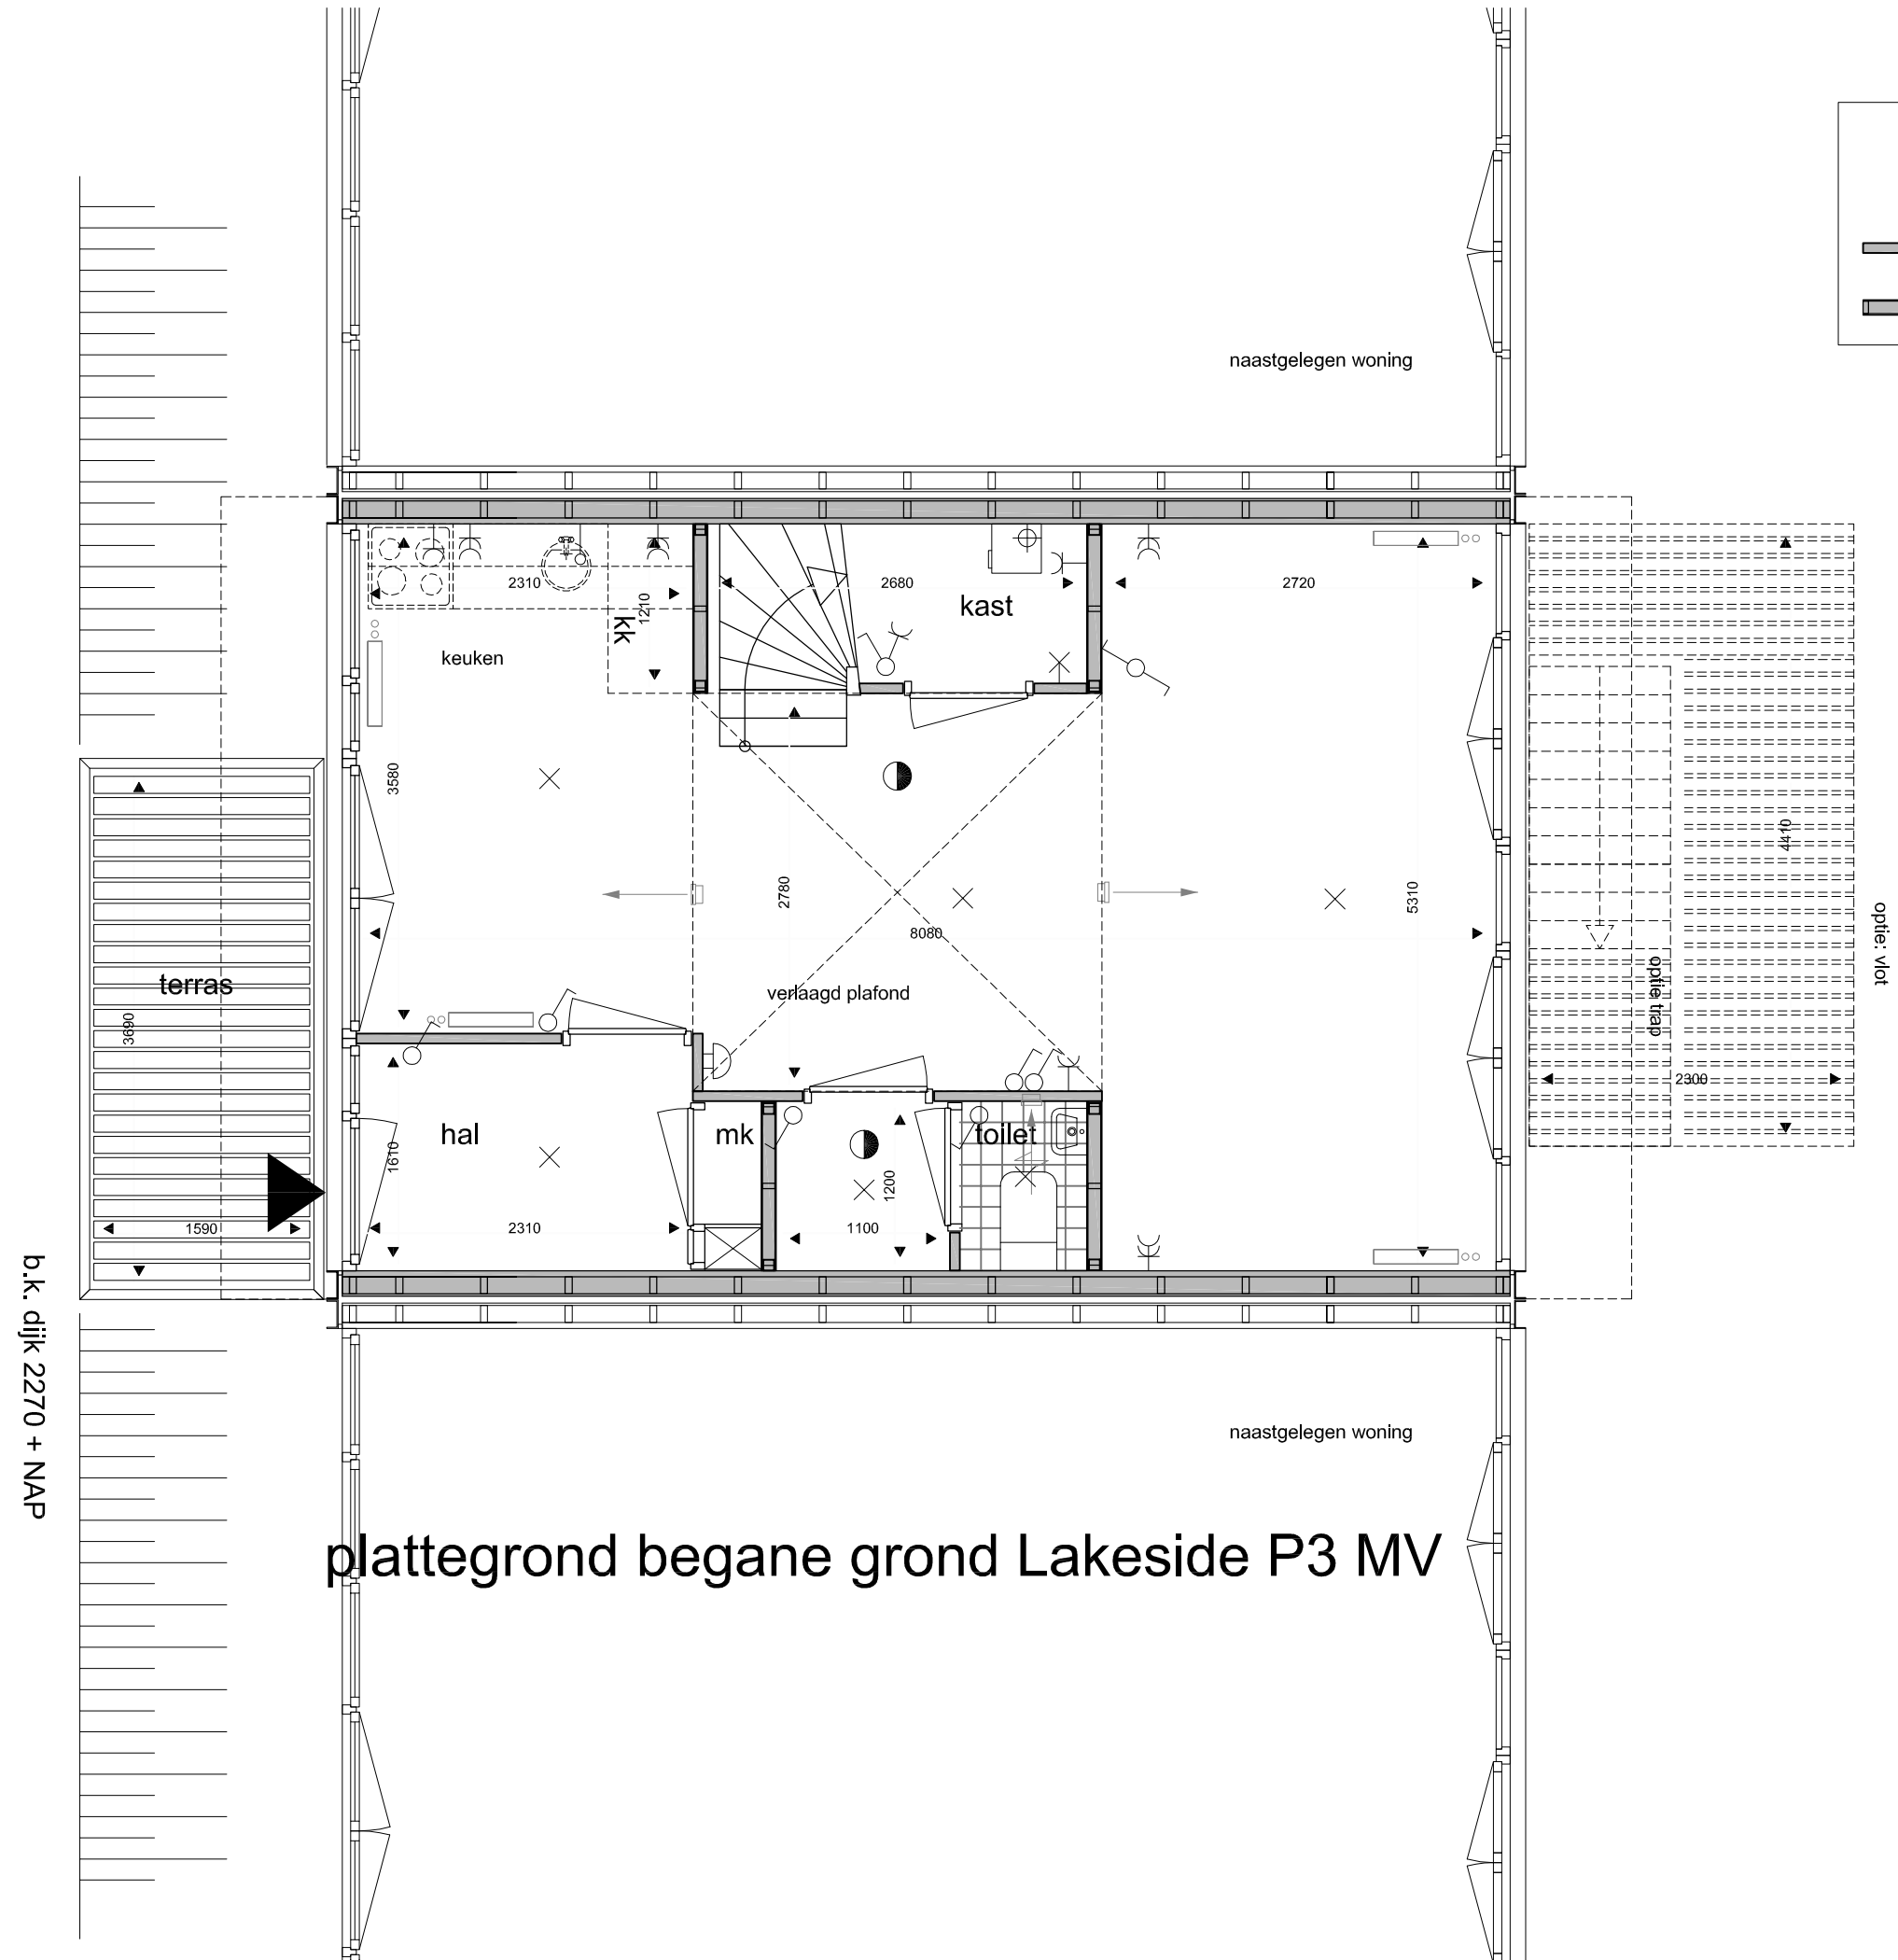 naastgelegen woning
2310
2680
2720
kast
1210
kk
keuken
3580
4410
2780
5310
optie: vlot
8080
terras
verlaagd plafond
optie trap
3690
2300
hal
mk
toilet
1610
1200
1590
2310
1100
b.k. dijk 2270 + NAP
naastgelegen woning
plattegrond begane grond Lakeside P3 MV